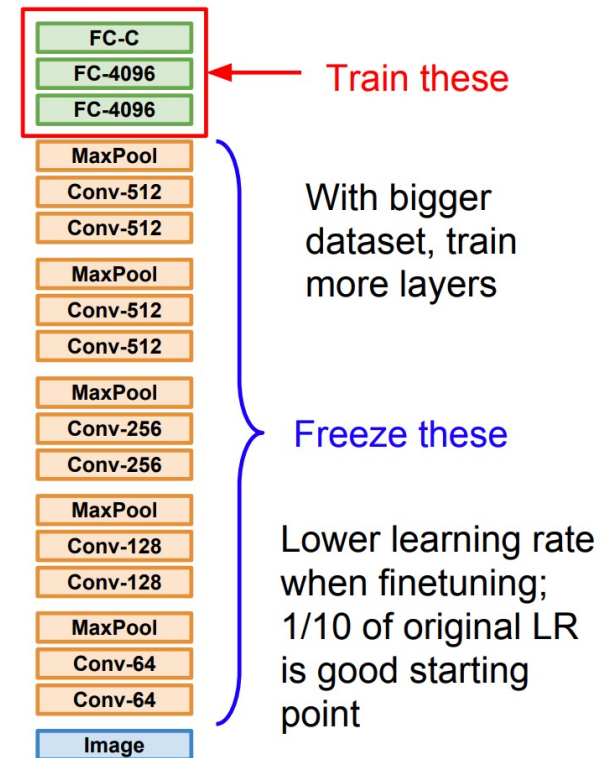 FC-C
FC-4096
FC-4096
Train these
MaxPool
Conv-512
Conv-512
With bigger
dataset, train
more layers
MaxPool
Conv-512
Conv-512
MaxPool
Conv-256
Conv-256
Freeze these
MaxPool
Conv-128
Conv-128
Lower learning rate
when finetuning;
1/10 of original LR
is good starting
point
MaxPool
Conv-64
Conv-64
Image